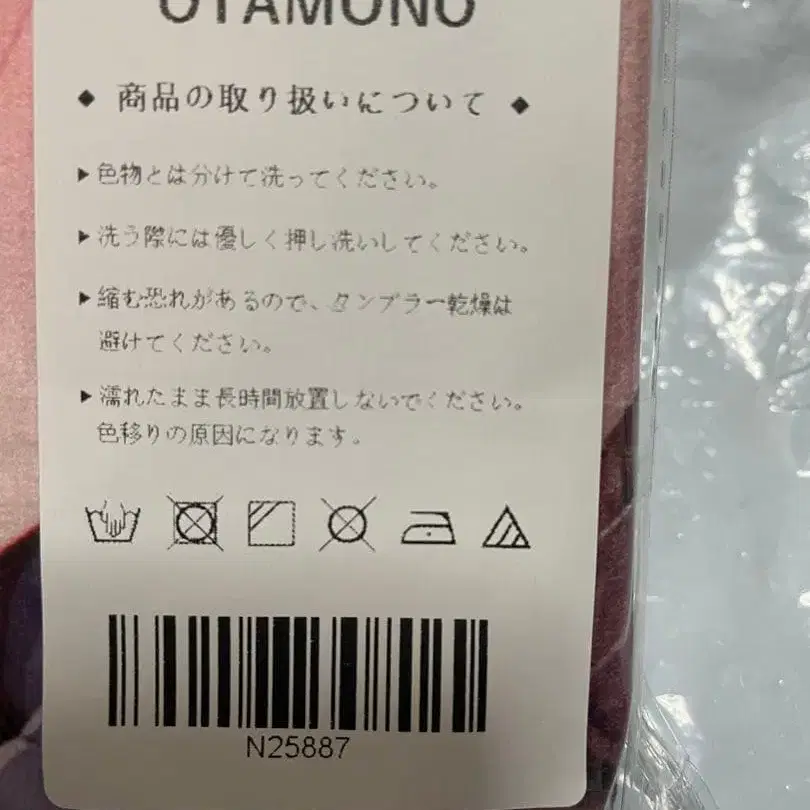 OTAMONO
◆ 商品の取り扱いについて ◆
▶色物とは分けて洗ってください。
▶洗う際には優しく押し洗いしてください。
▶縮む恐れがあるので、タンブラー乾燥は
避けてください。
▶濡れたまま長時間放置しないでください。
色移りの原因になります。
N25887